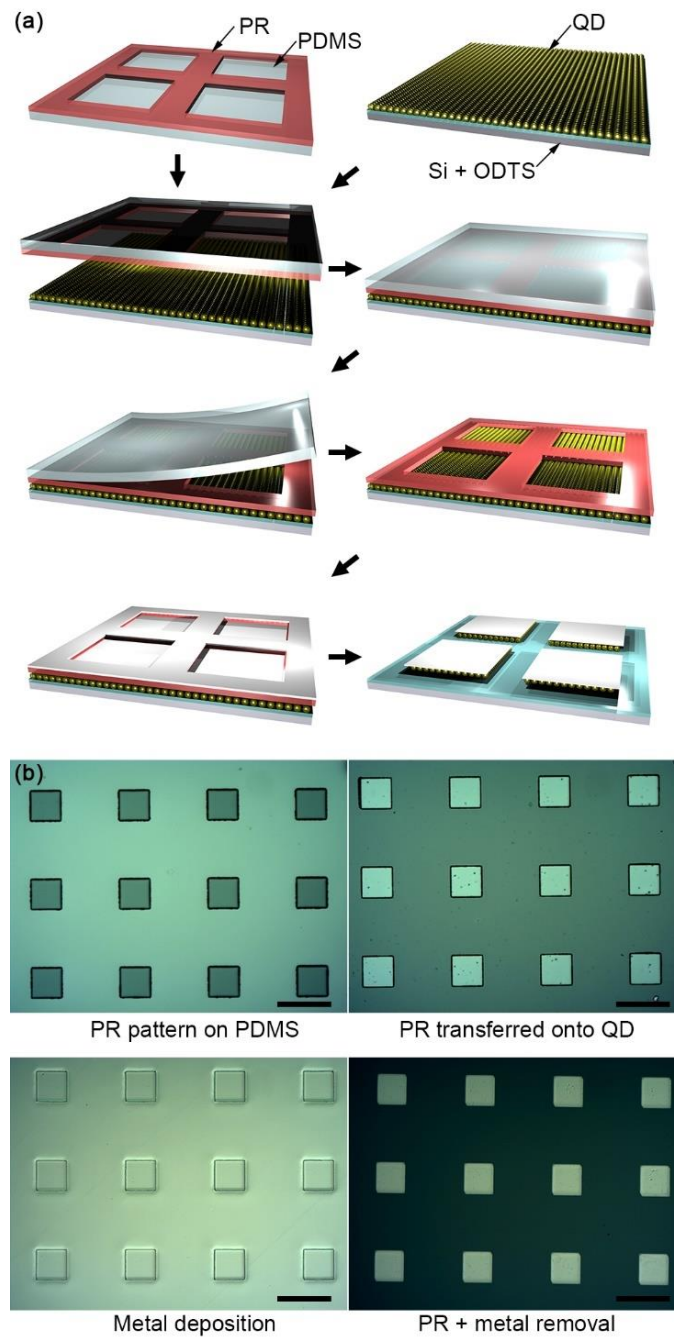 (a)
PR
PDMS
QD
Si + ODTS
(b)
PR pattern on PDMS
PR transferred onto QD
Metal deposition
PR + metal removal